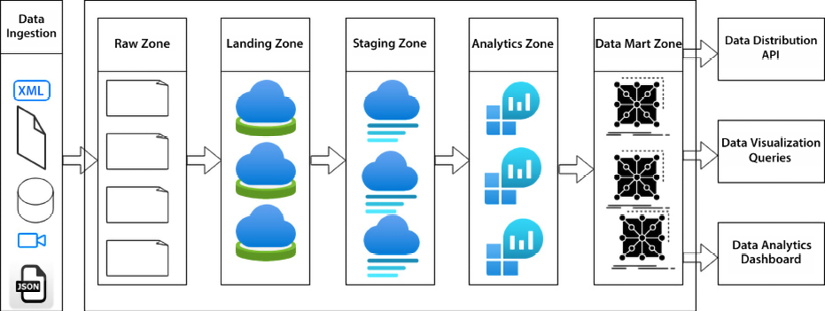 Data
Ingestion
XML
JSON
Raw Zone
Landing Zone
Staging Zone
Analytics Zone
Data Mart Zone
Data Distribution
API
Data Visualization
Queries
Data Analytics
Dashboard